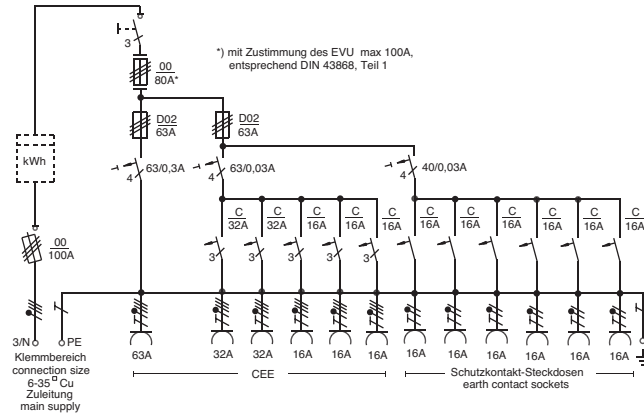 3
00
80A*
*) mit Zustimmung des EVU max 100A,
entsprechend DIN 43868, Teil 1
D02
63A
D02
63A
kWh
4
63/0,3A
4
63/0,03A
4
40/0,03A
00
100A
C
32A
C
32A
C
16A
C
16A
C
16A
C
16A
C
16A
C
16A
C
16A
C
16A
C
16A
3
3
3
3
3
3/N
PE
63A
32A
32A
16A
16A
16A
16A
16A
16A
16A
16A
16A
Klemmbereich
connection size
6-35□ Cu
Zuleitung
main supply
CEE
Schutzkontakt-Steckdosen
earth contact sockets